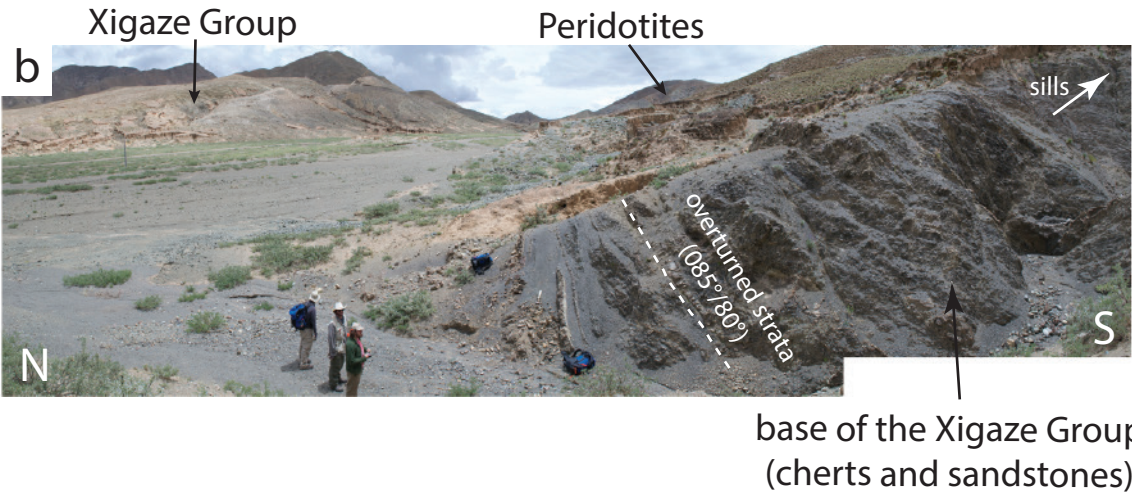 Xigaze Group
Peridotites
b
sills
overturned strata
(085°/80°)
N
S
base of the Xigaze Group
(cherts and sandstones)